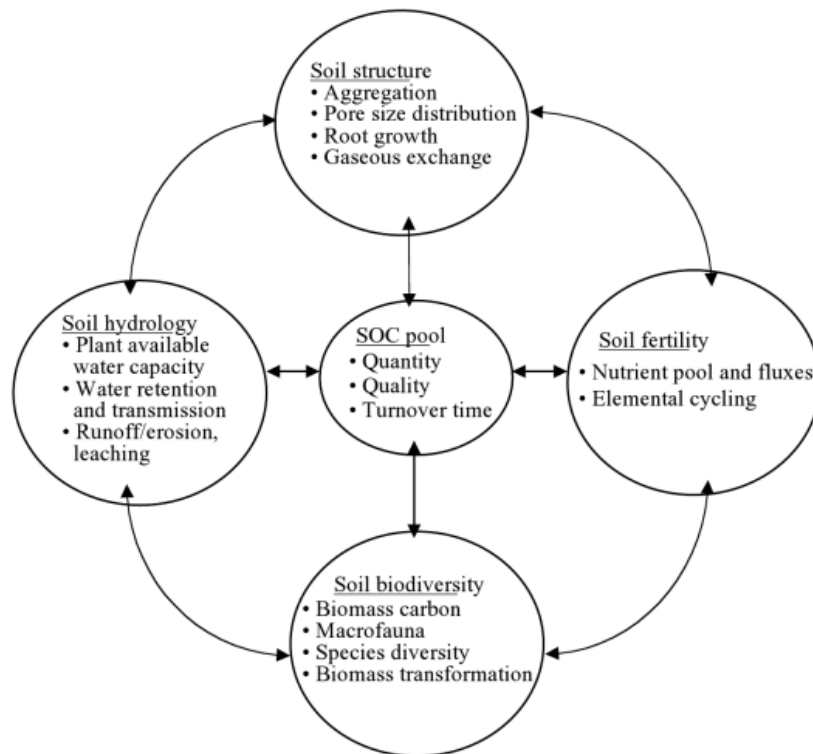 Soil structure
• Aggregation
• Pore size distribution
• Root growth
• Gaseous exchange
Soil hydrology
• Plant available
water capacity
• Water retention
and transmission
• Runoff/erosion,
leaching
SOC pool
• Quantity
• Quality
• Turnover time
Soil fertility
• Nutrient pool and fluxes
• Elemental cycling
Soil biodiversity
• Biomass carbon
• Macrofauna
• Species diversity
• Biomass transformation